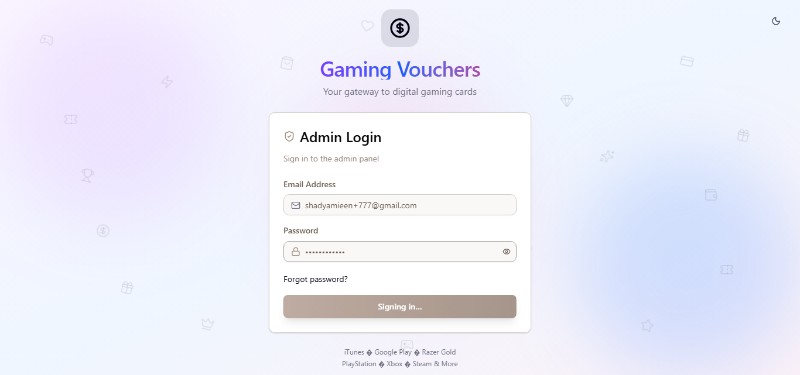 Gaming Vouchers
Your gateway to digital gaming cards
Admin Login
Sign in to the admin panel
Email Address
shadyamieen+777@gmail.com
Password
••••••••••••
Forgot password?
Signing in...
iTunes � Google Play � Razer Gold
PlayStation � Xbox � Steam & More